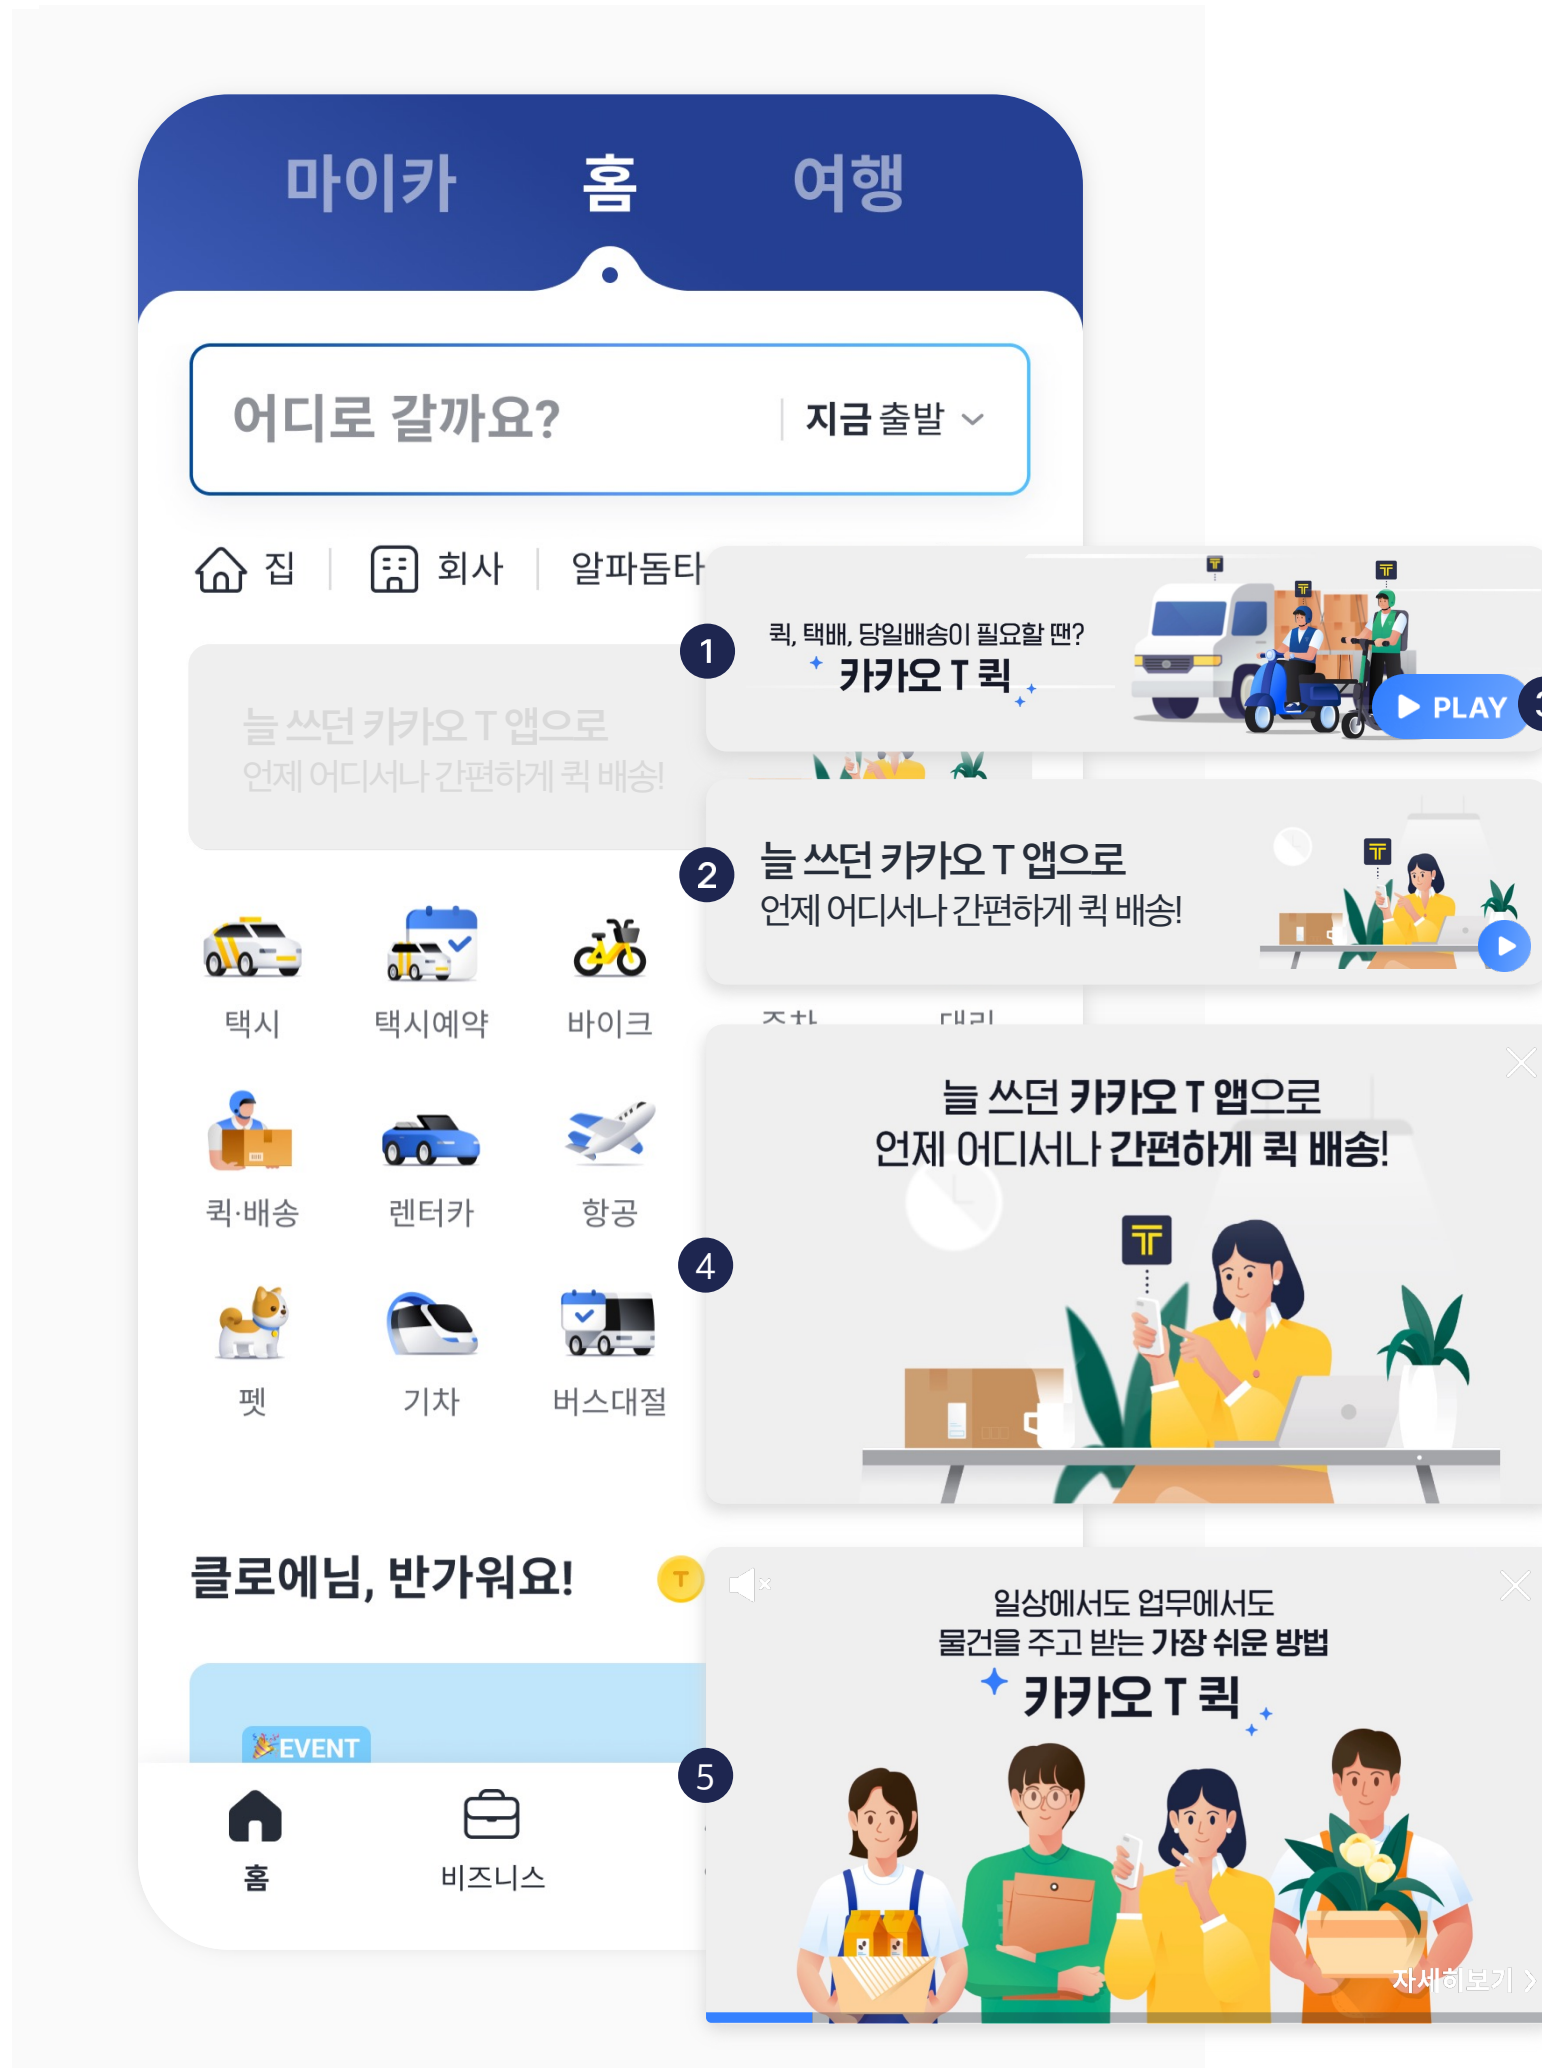 마이카 홈 여행
어디로 갈까요? 지금 출발
집 회사 알파돔타
늘 쓰던 카카오 T 앱으로
언제 어디서나 간편하게 퀵 배송!
택시 택시예약 바이크 주차 대리
퀵·배송 렌터카 항공
펫 기차 버스대절
클로에님, 반가워요!
T
EVENT
홈 비즈니스
1
퀵, 택배, 당일배송이 필요할 땐?
카카오 T 퀵
T T T
PLAY 3
2
늘 쓰던 카카오 T 앱으로
언제 어디서나 간편하게 퀵 배송!
T
4
늘 쓰던 카카오 T 앱으로
언제 어디서나 간편하게 퀵 배송!
T
5
일상에서도 업무에서도
물건을 주고 받는 가장 쉬운 방법
카카오 T 퀵
자세히보기